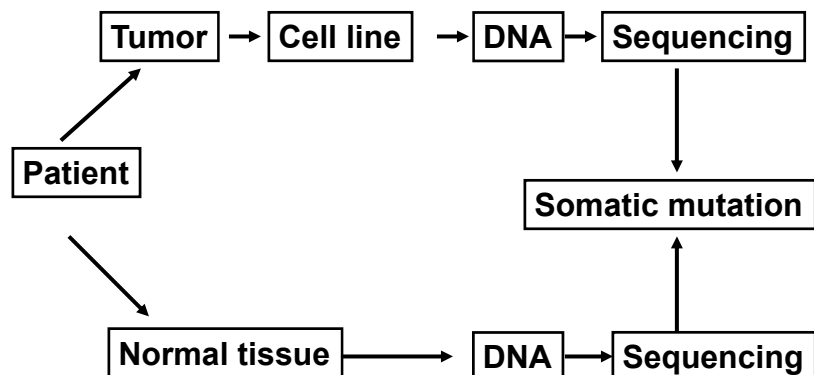 Tumor
Cell line
DNA
Sequencing
Patient
Somatic mutation
Normal tissue
DNA
Sequencing